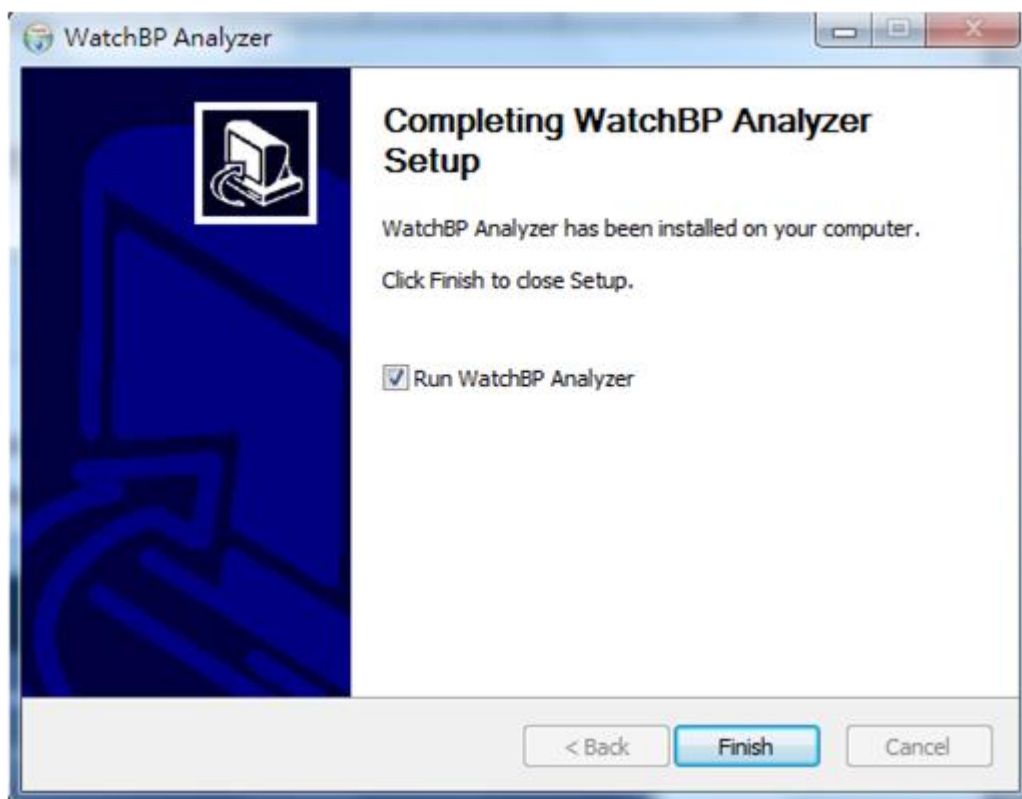 WatchBP Analyzer
Completing WatchBP Analyzer
Setup
WatchBP Analyzer has been installed on your computer.
Click Finish to close Setup.
Run WatchBP Analyzer
< Back
Finish
Cancel